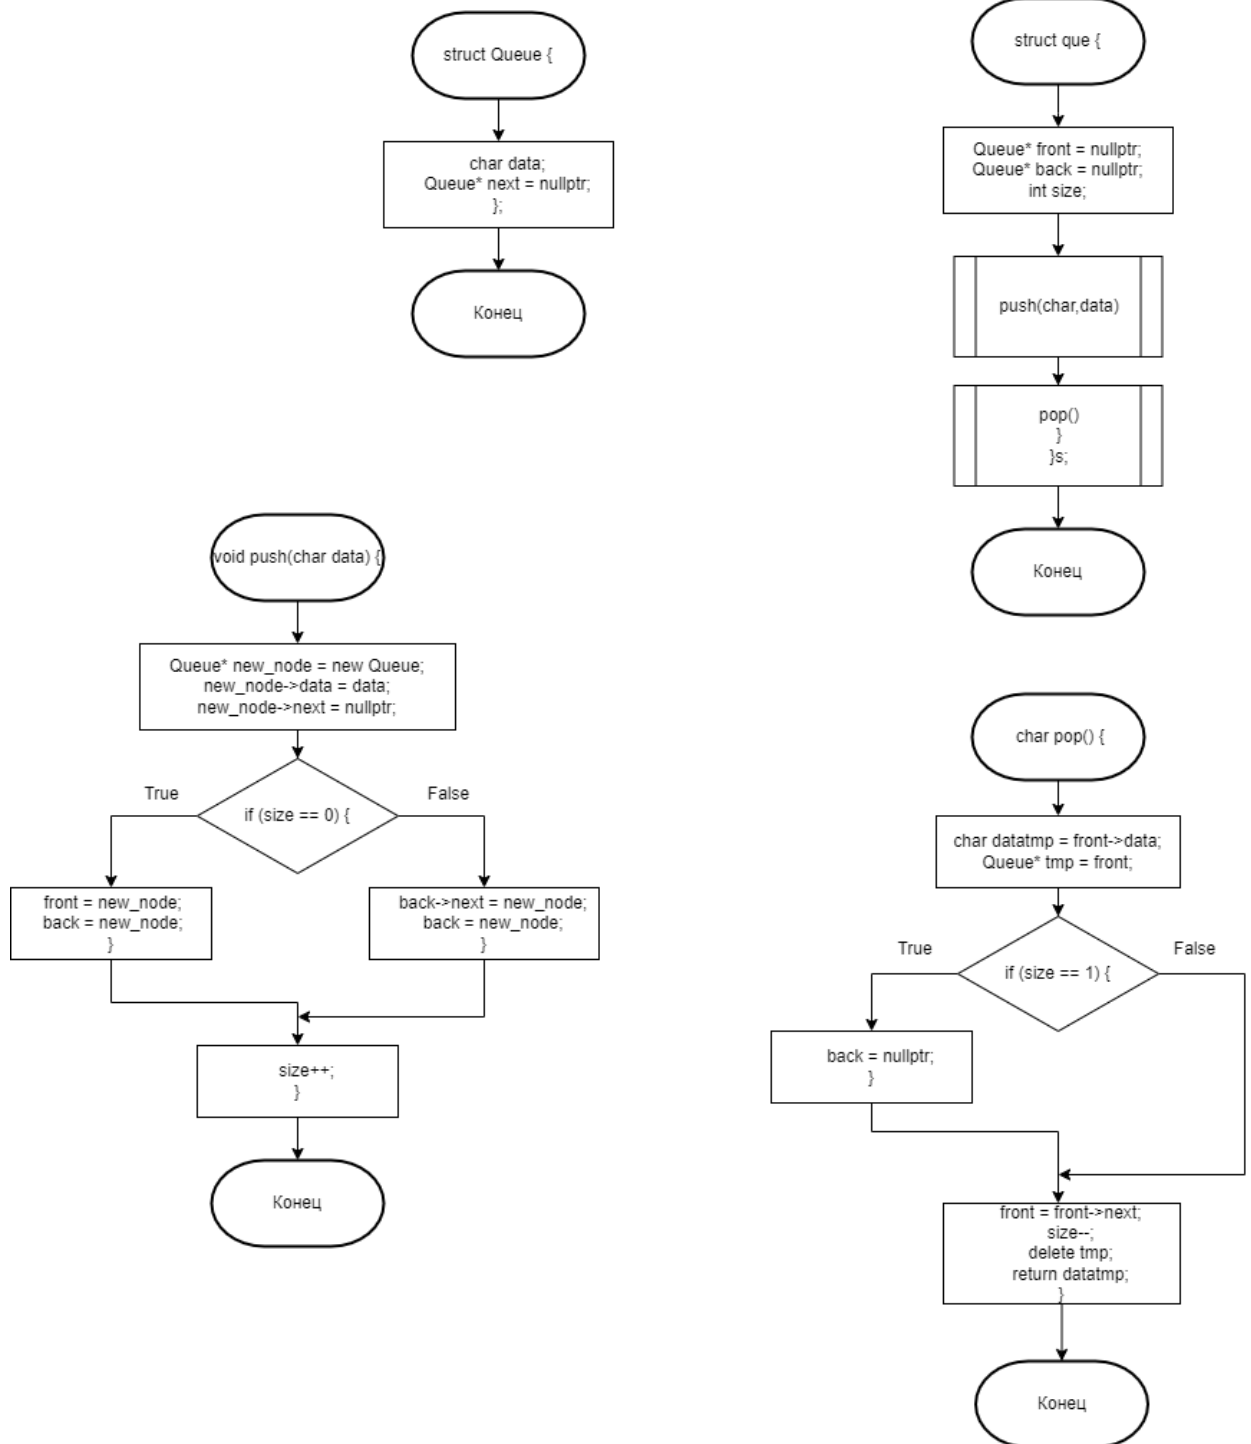 struct Queue {
char data;
Queue* next = nullptr;
};
Конец
struct que {
Queue* front = nullptr;
Queue* back = nullptr;
int size;
push(char,data)
pop()
}
}s;
Конец
void push(char data) {
Queue* new_node = new Queue;
new_node->data = data;
new_node->next = nullptr;
True
if (size == 0) {
False
front = new_node;
back = new_node;
}
back->next = new_node;
back = new_node;
}
size++;
}
Конец
char pop() {
char datatmp = front->data;
Queue* tmp = front;
True
if (size == 1) {
False
back = nullptr;
}
front = front->next;
size--;
delete tmp;
return datatmp;
}
Конец